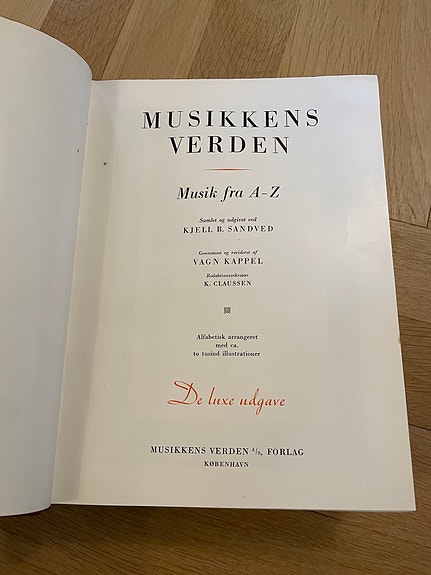 MUSIKKENS
VERDEN
Musik fra A-Z
Samlet og udgivet ved
KJELL B. SANDVED
Gennemset og revideret af
VAGN KAPPEL
Redaktionssekretær
K. CLAUSSEN
Alfabetisk arrangeret
med ca.
to tusind illustrationer
De luxe udgave
MUSIKKENS VERDEN A/S, FORLAG
KØBENHAVN